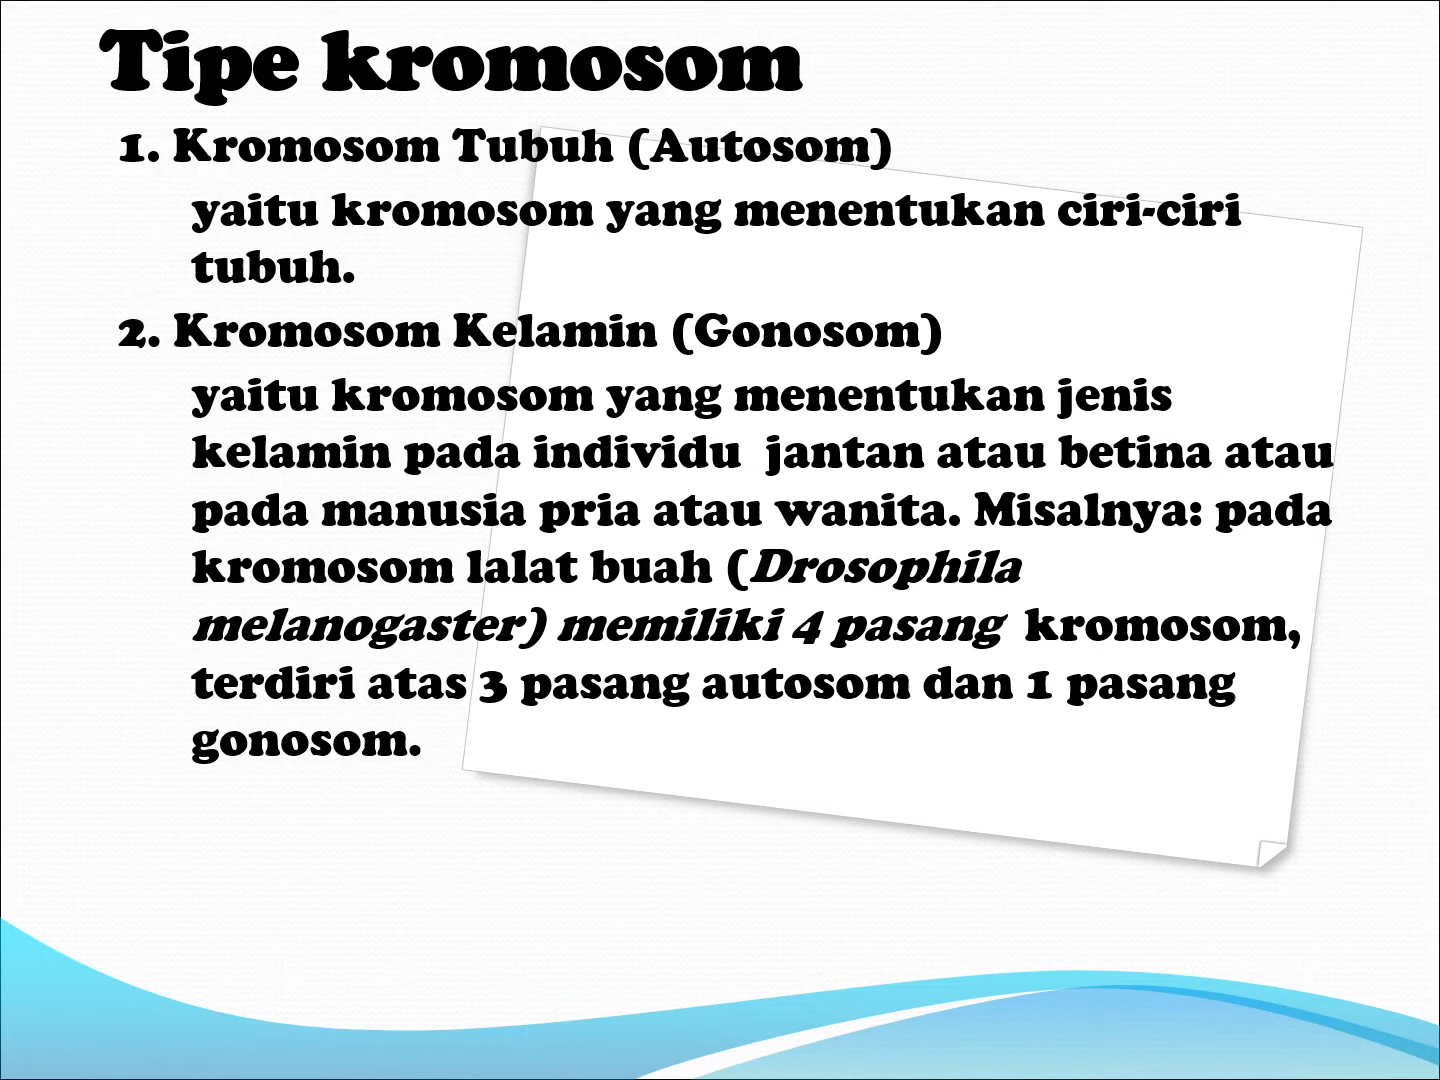 Tipe kromosom
1. Kromosom Tubuh (Autosom)
yaitu kromosom yang menentukan ciri-ciri
tubuh.
2. Kromosom Kelamin (Gonosom)
yaitu kromosom yang menentukan jenis
kelamin pada individu  jantan atau betina atau
pada manusia pria atau wanita. Misalnya: pada
kromosom lalat buah (Drosophila
melanogaster) memiliki 4 pasang  kromosom,
terdiri atas 3 pasang autosom dan 1 pasang
gonosom.